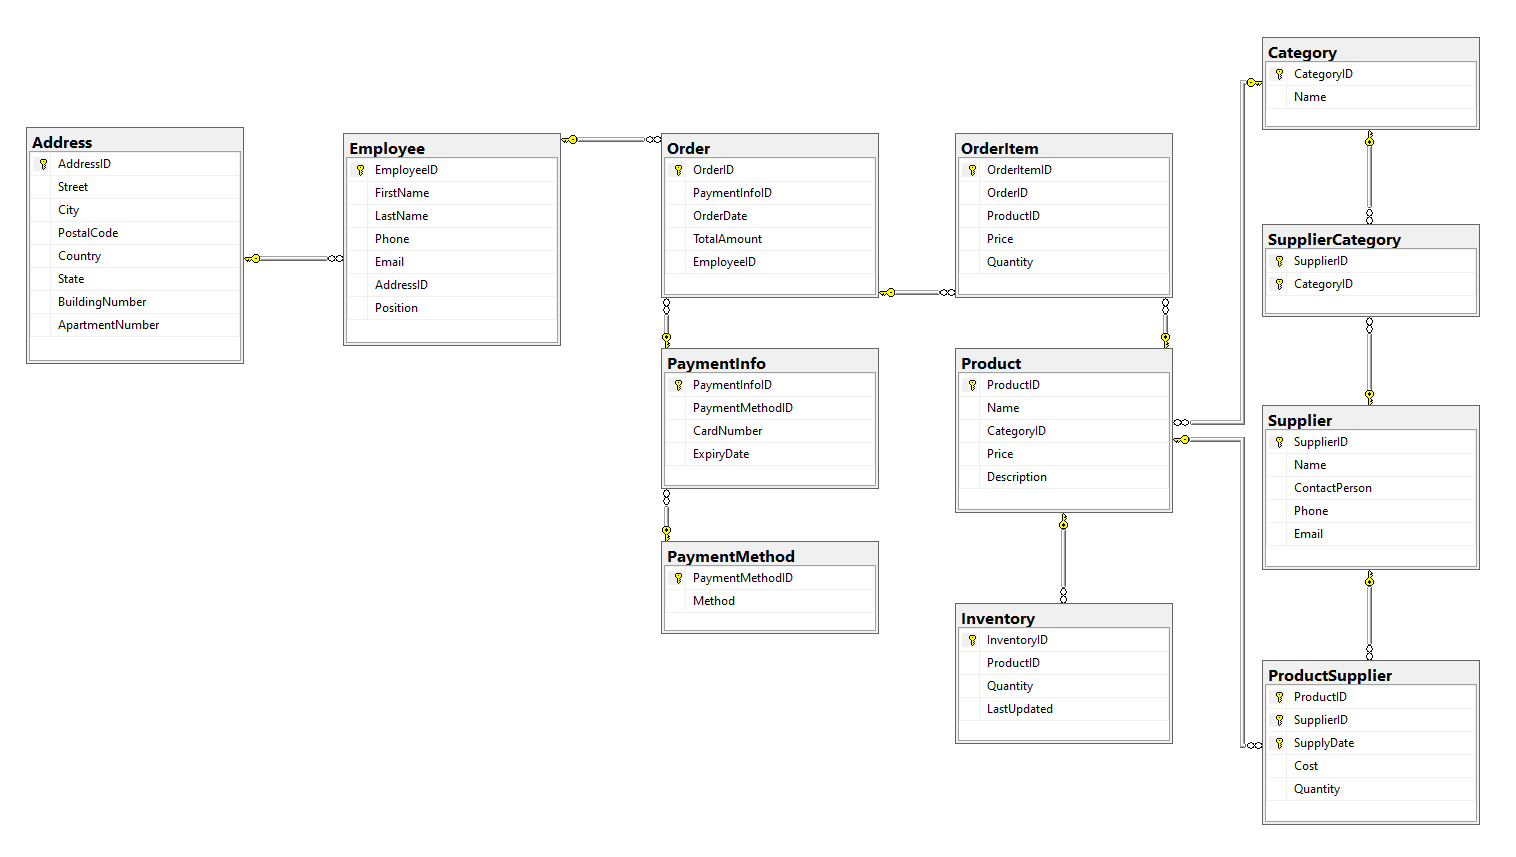 Address
AddressID
Street
City
PostalCode
Country
State
BuildingNumber
ApartmentNumber
Employee
EmployeeID
FirstName
LastName
Phone
Email
AddressID
Position
Order
OrderID
PaymentInfoID
OrderDate
TotalAmount
EmployeeID
PaymentInfo
PaymentInfoID
PaymentMethodID
CardNumber
ExpiryDate
PaymentMethod
PaymentMethodID
Method
OrderItem
OrderItemID
OrderID
ProductID
Price
Quantity
Product
ProductID
Name
CategoryID
Price
Description
Inventory
InventoryID
ProductID
Quantity
LastUpdated
Category
CategoryID
Name
SupplierCategory
SupplierID
CategoryID
Supplier
SupplierID
Name
ContactPerson
Phone
Email
ProductSupplier
ProductID
SupplierID
SupplyDate
Cost
Quantity